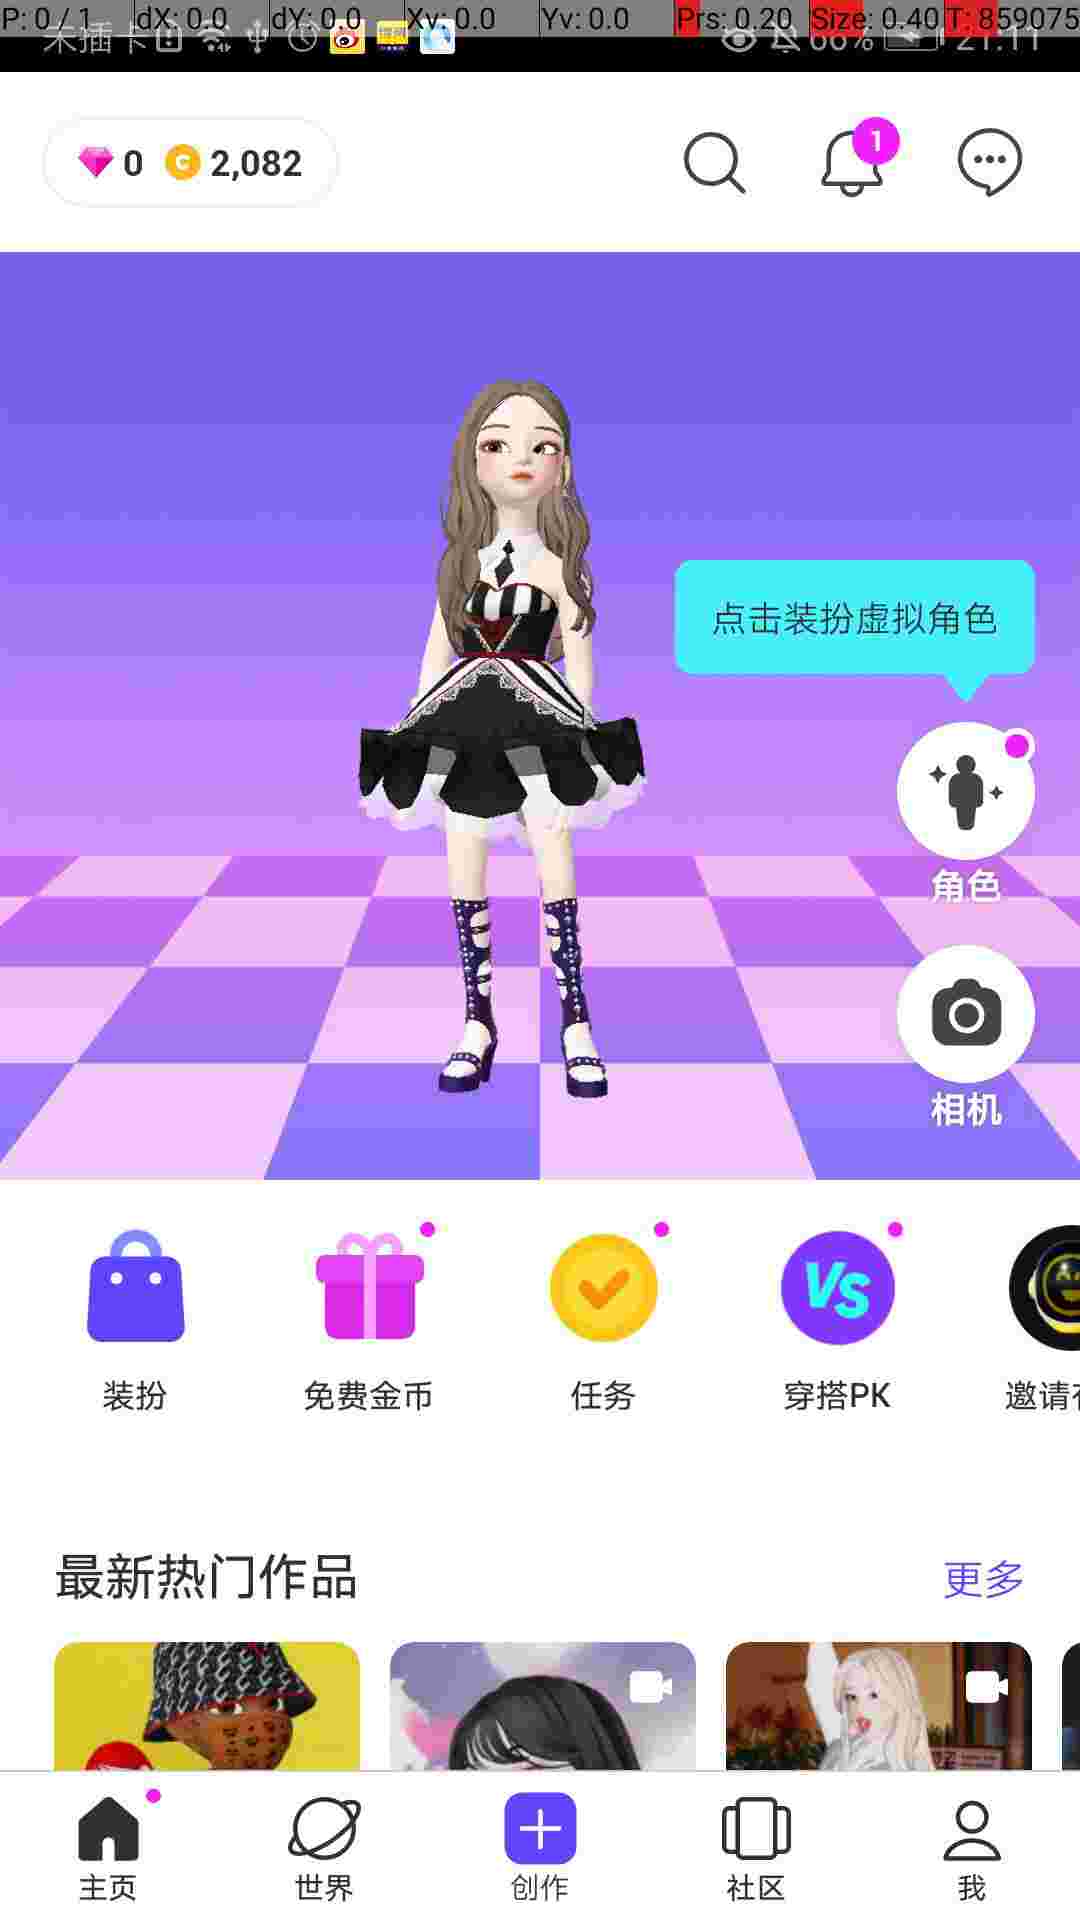 P: 0 / 1 dX: 0.0 dY: 0.0 Xv: 0.0 Yv: 0.0 Prs: 0.20 Size: 0.40 T: 859075
未插卡 66% 21:11
0 2,082 1
点击装扮虚拟角色
角色
相机
VS
装扮 免费金币 任务 穿搭PK 邀请
最新热门作品 更多
主页 世界 创作 社区 我